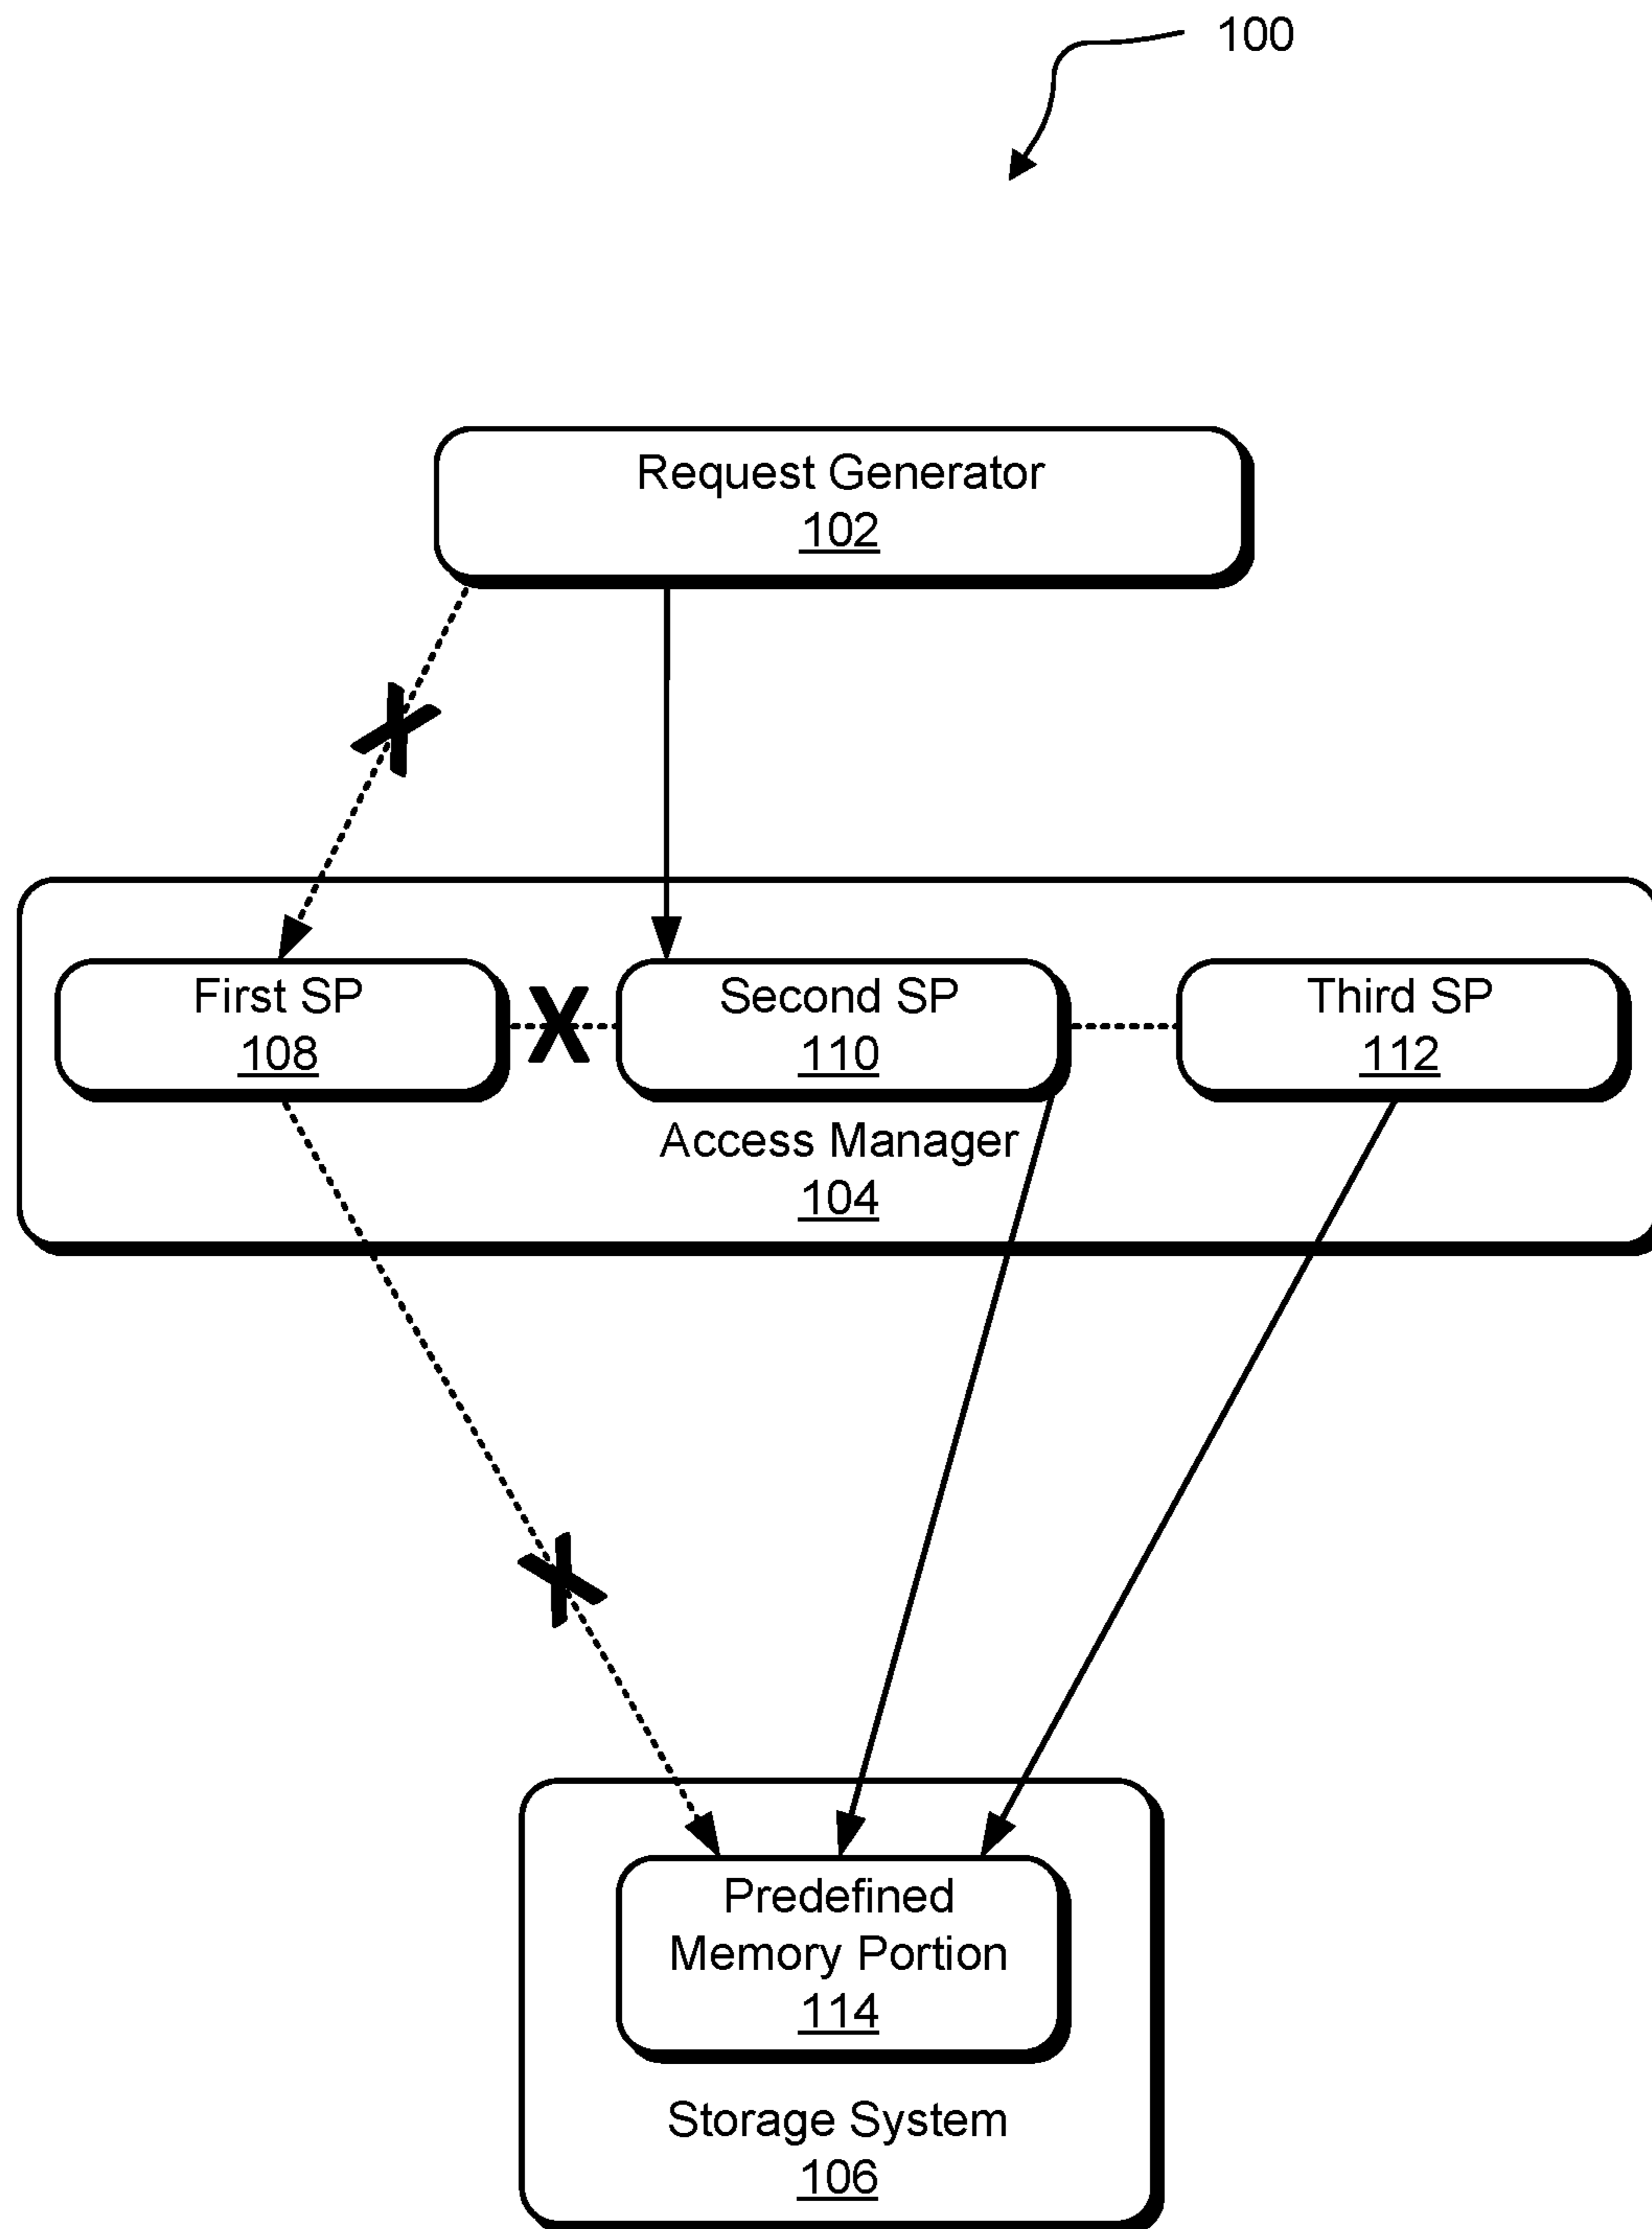 100
Request Generator
102
First SP
108
Second SP
110
Third SP
112
Access Manager
104
Predefined
Memory Portion
114
Storage System
106